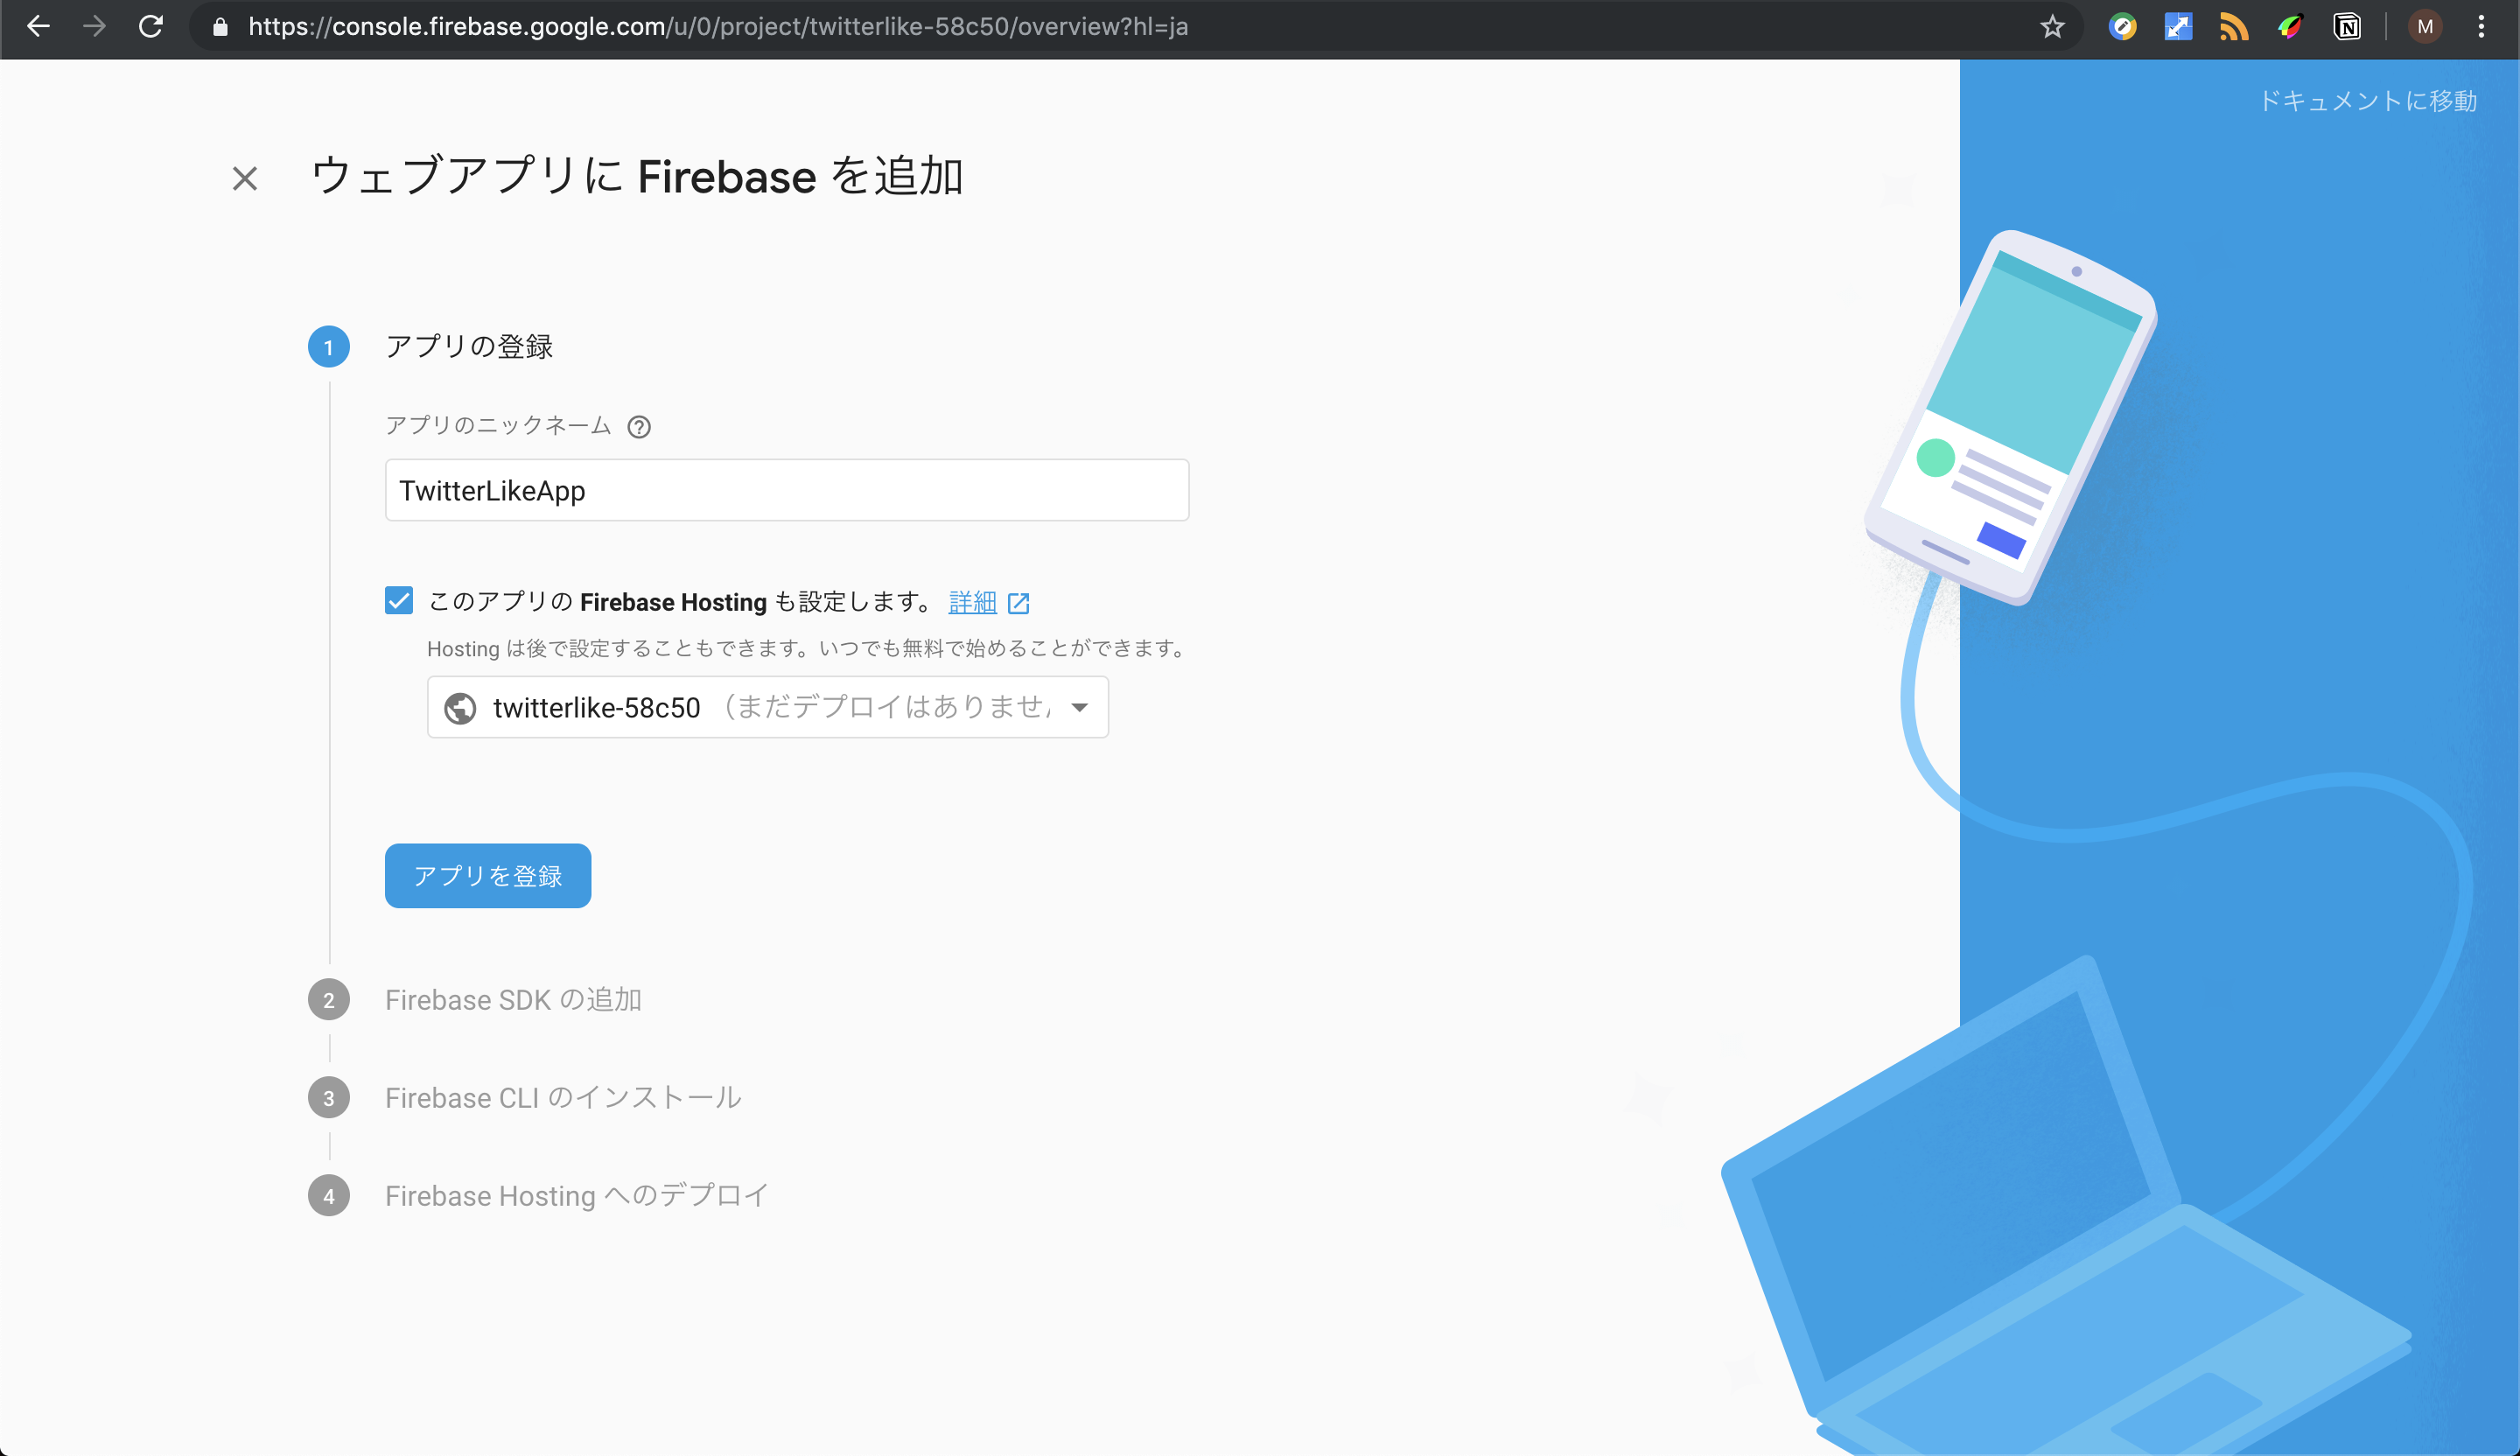 https://console.firebase.google.com/u/0/project/twitterlike-58c50/overview?hl=ja
M
ドキュメントに移動
ウェブアプリに Firebase を追加
1 アプリの登録
アプリのニックネーム ?
TwitterLikeApp
このアプリの Firebase Hosting も設定します。 詳細
Hosting は後で設定することもできます。いつでも無料で始めることができます。
twitterlike-58c50 （まだデプロイはありませ
アプリを登録
2 Firebase SDK の追加
3 Firebase CLI のインストール
4 Firebase Hosting へのデプロイ